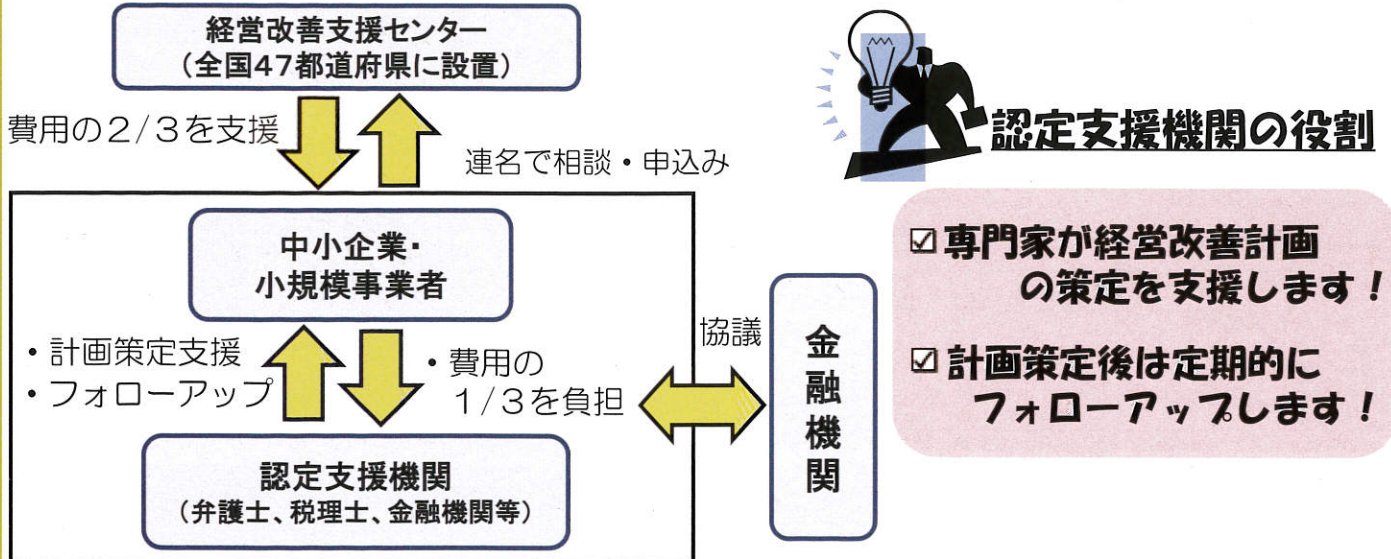 経営改善支援センター
（全国47都道府県に設置）
費用の２/３を支援
連名で相談・申込み
中小企業・
小規模事業者
・計画策定支援
・フォローアップ
・費用の
１/３を負担
協議
金融機関
認定支援機関
（弁護士、税理士、金融機関等）
認定支援機関の役割
☑専門家が経営改善計画
の策定を支援します！
☑計画策定後は定期的に
フォローアップします！